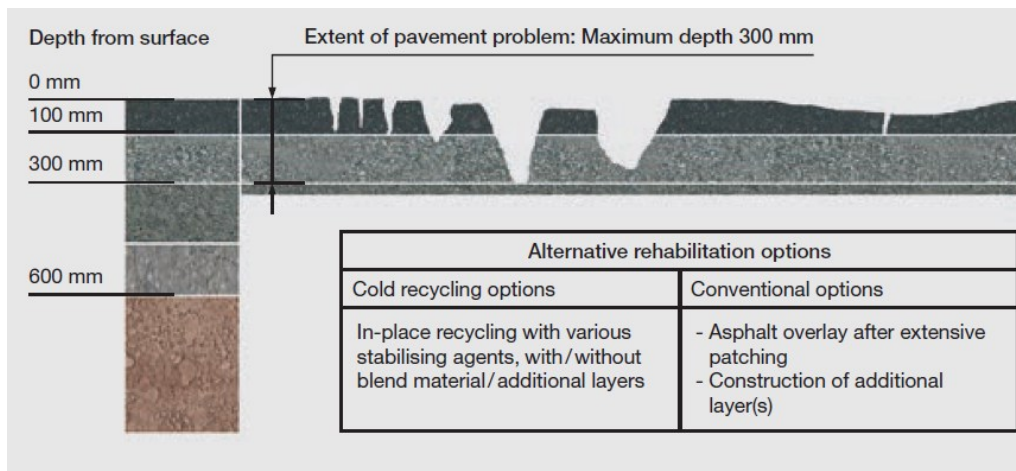 Depth from surface
Extent of pavement problem: Maximum depth 300 mm
0 mm
100 mm
300 mm
600 mm
Alternative rehabilitation options
Cold recycling options
Conventional options
In-place recycling with various
stabilising agents, with/without
blend material/additional layers
- Asphalt overlay after extensive
patching
- Construction of additional
layer(s)